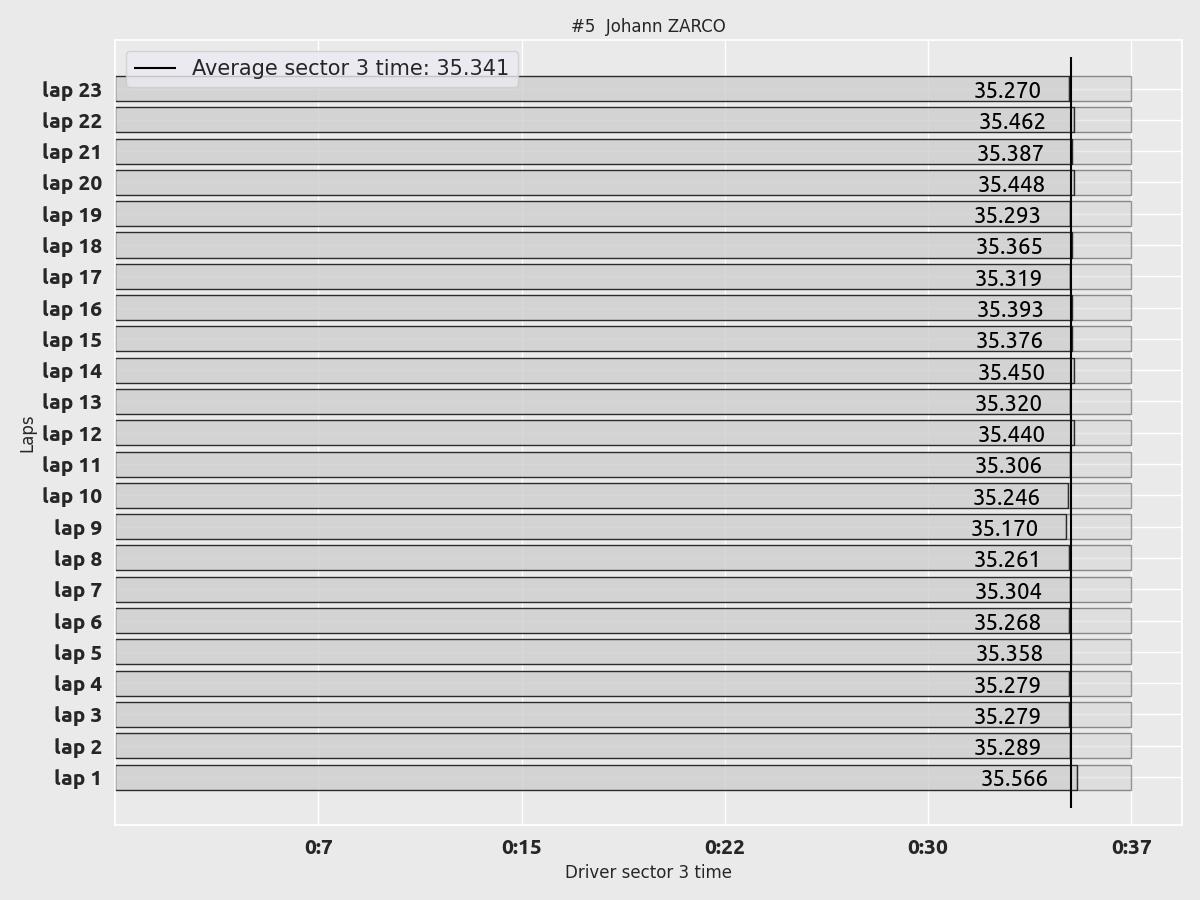 #5  Johann ZARCO
Average sector 3 time: 35.341
lap 23 35.270
lap 22 35.462
lap 21 35.387
lap 20 35.448
lap 19 35.293
lap 18 35.365
lap 17 35.319
lap 16 35.393
lap 15 35.376
lap 14 35.450
lap 13 35.320
lap 12 35.440
lap 11 35.306
lap 10 35.246
lap 9 35.170
lap 8 35.261
lap 7 35.304
lap 6 35.268
lap 5 35.358
lap 4 35.279
lap 3 35.279
lap 2 35.289
lap 1 35.566
Laps
0:7 0:15 0:22 0:30 0:37
Driver sector 3 time